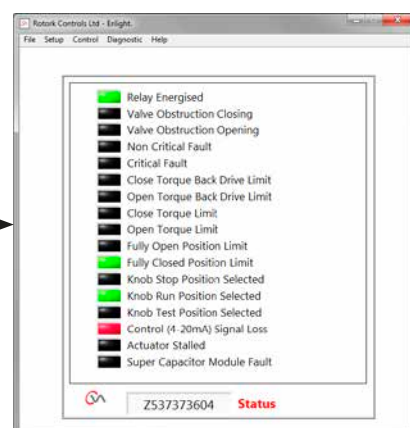 Rotork Controls Ltd - Enlight.
File Setup Control Diagnostic Help
Relay Energised
Valve Obstruction Closing
Valve Obstruction Opening
Non Critical Fault
Critical Fault
Close Torque Back Drive Limit
Open Torque Back Drive Limit
Close Torque Limit
Open Torque Limit
Fully Open Position Limit
Fully Closed Position Limit
Knob Stop Position Selected
Knob Run Position Selected
Knob Test Position Selected
Control (4-20mA) Signal Loss
Actuator Stalled
Super Capacitor Module Fault
Z537373604 Status